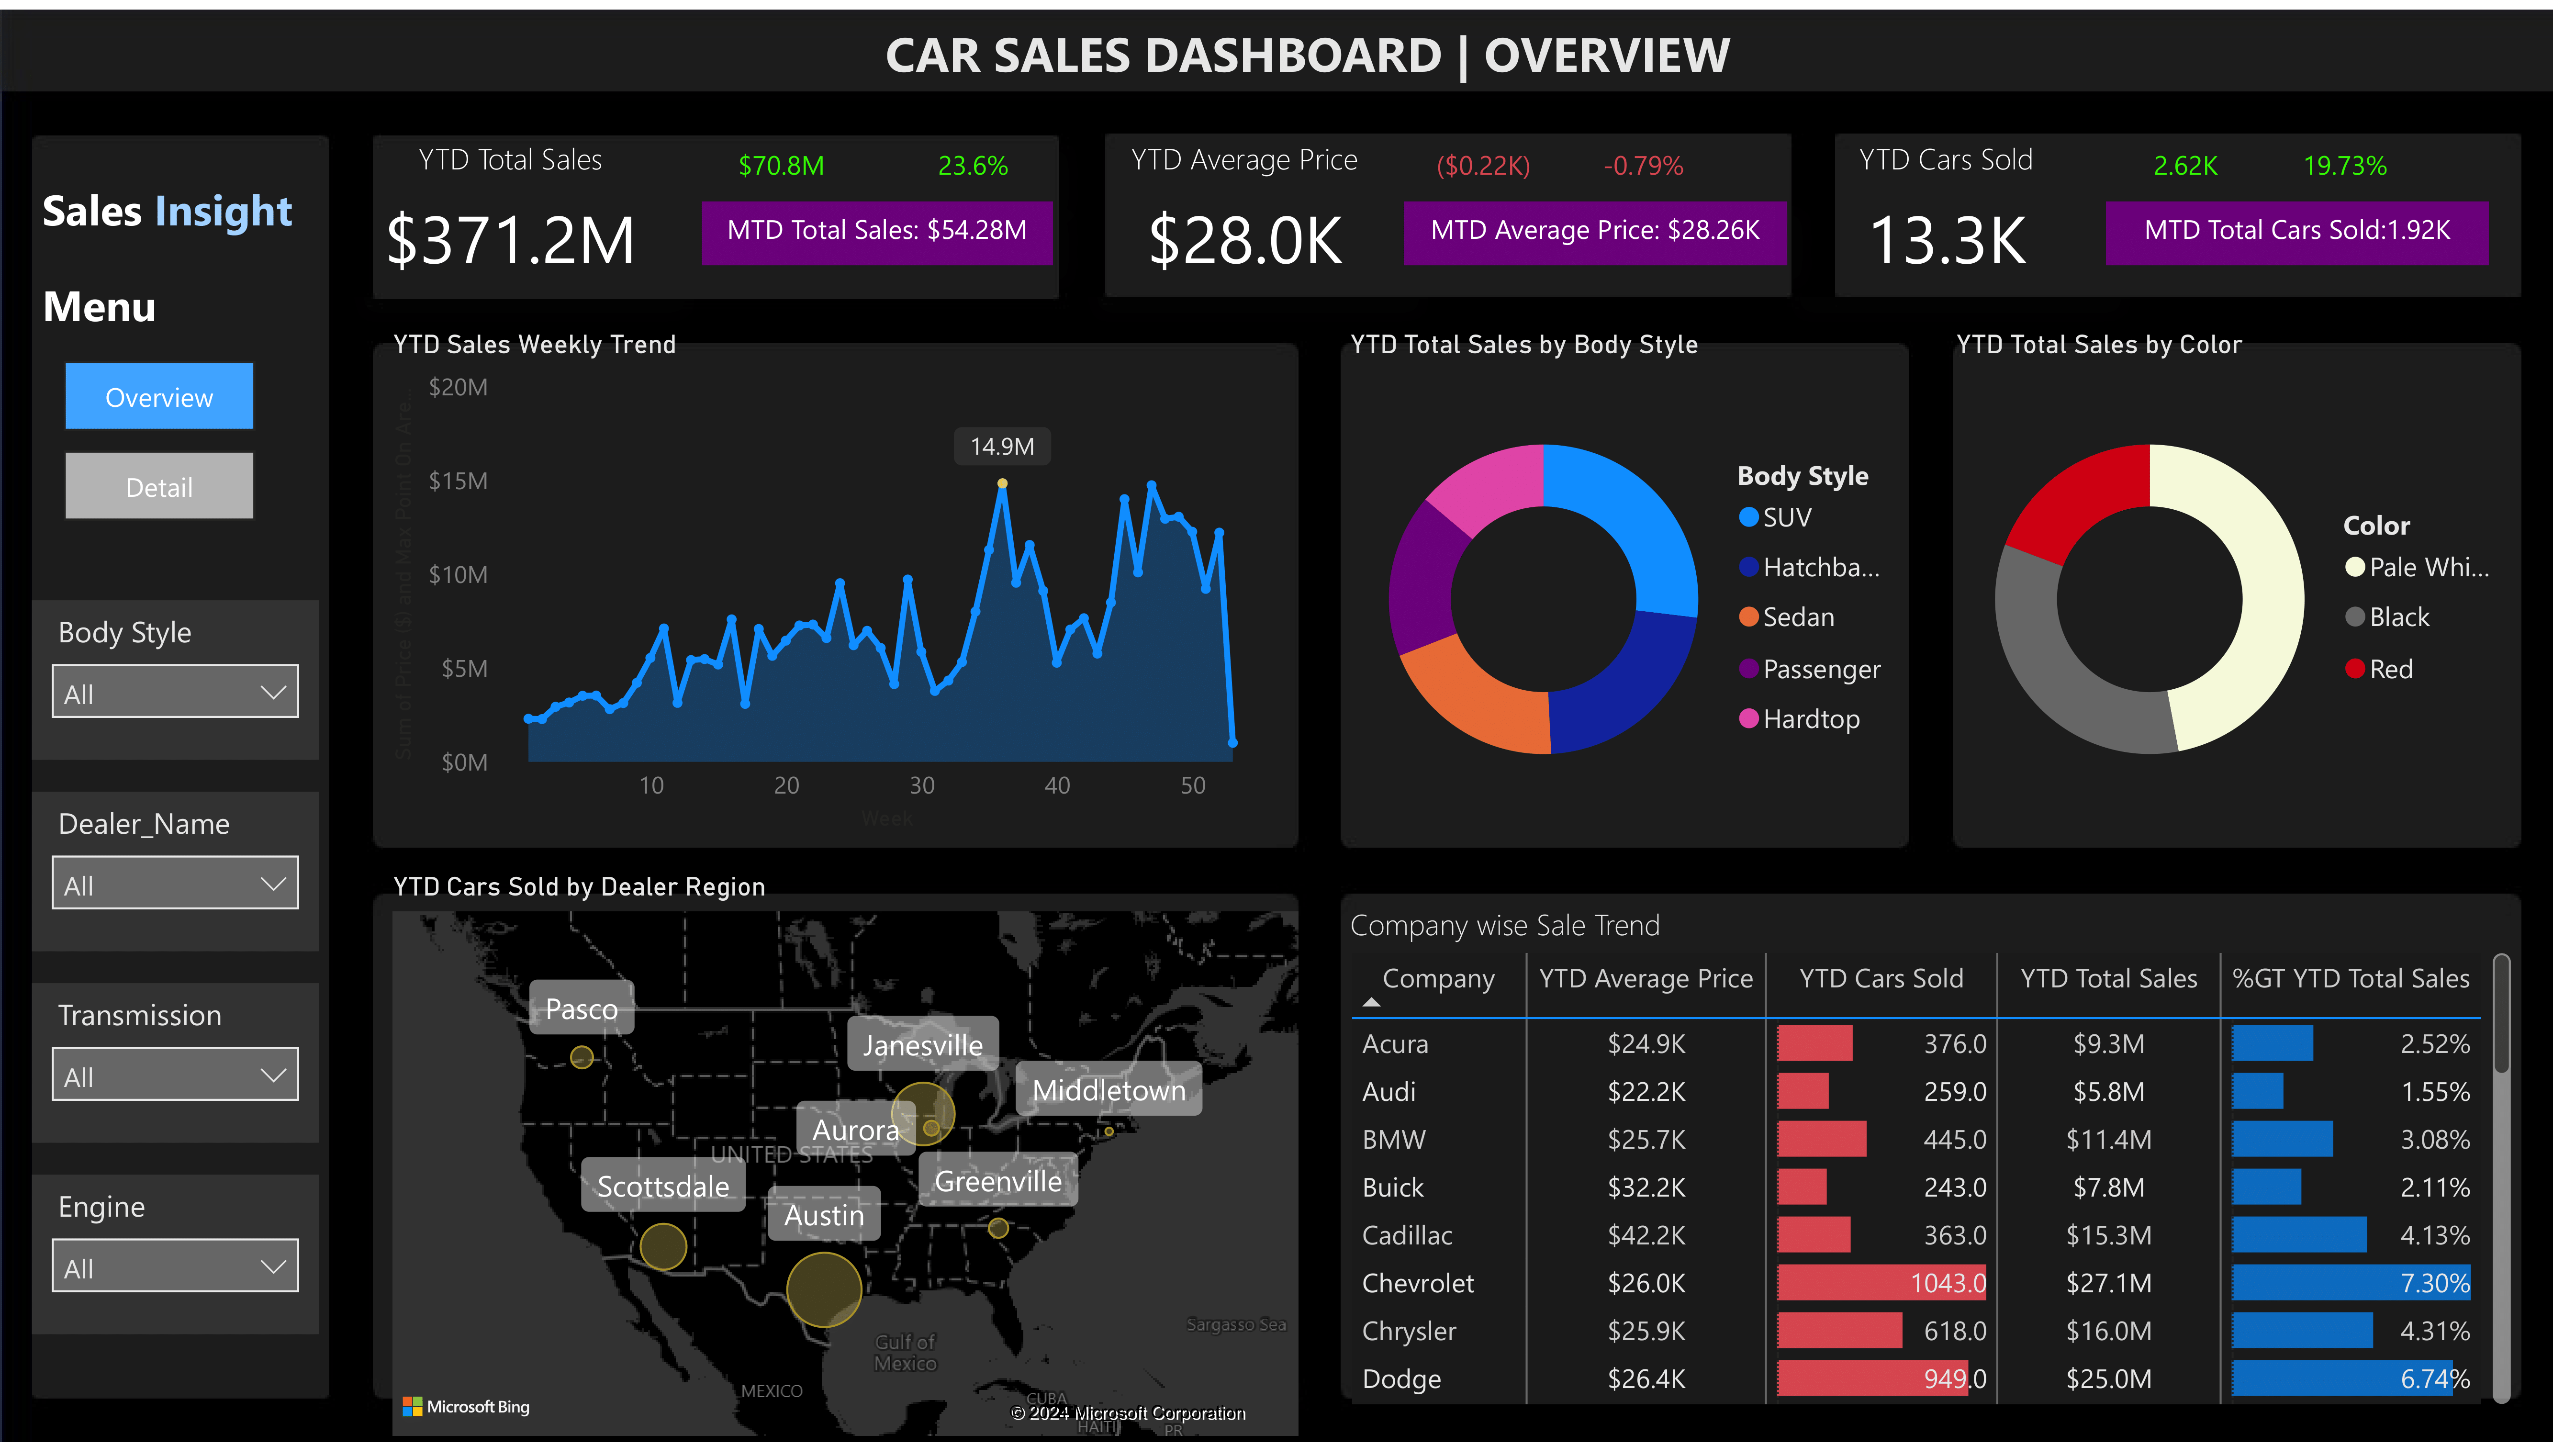 CAR SALES DASHBOARD | OVERVIEW
Sales Insight
Menu
Overview
Detail
Body Style
All
Dealer_Name
All
Transmission
All
Engine
All
YTD Total Sales
$70.8M 23.6%
$371.2M
MTD Total Sales: $54.28M
YTD Average Price
($0.22K) -0.79%
$28.0K
MTD Average Price: $28.26K
YTD Cars Sold
2.62K 19.73%
13.3K
MTD Total Cars Sold:1.92K
YTD Sales Weekly Trend
Sum of Price ($) and Max Point On Are...
$20M
$15M
$10M
$5M
$0M
14.9M
10 20 30 40 50
Week
YTD Total Sales by Body Style
Body Style
SUV
Hatchba...
Sedan
Passenger
Hardtop
YTD Total Sales by Color
Color
Pale Whi...
Black
Red
YTD Cars Sold by Dealer Region
Pasco
Janesville
Middletown
Aurora
UNITED STATES
Scottsdale
Greenville
Austin
Sargasso Sea
Gulf of
Mexico
MEXICO
CUBA
HAITI
PR
Microsoft Bing
© 2024 Microsoft Corporation
Company wise Sale Trend
Company YTD Average Price YTD Cars Sold YTD Total Sales %GT YTD Total Sales
Acura $24.9K 376.0 $9.3M 2.52%
Audi $22.2K 259.0 $5.8M 1.55%
BMW $25.7K 445.0 $11.4M 3.08%
Buick $32.2K 243.0 $7.8M 2.11%
Cadillac $42.2K 363.0 $15.3M 4.13%
Chevrolet $26.0K 1043.0 $27.1M 7.30%
Chrysler $25.9K 618.0 $16.0M 4.31%
Dodge $26.4K 949.0 $25.0M 6.74%